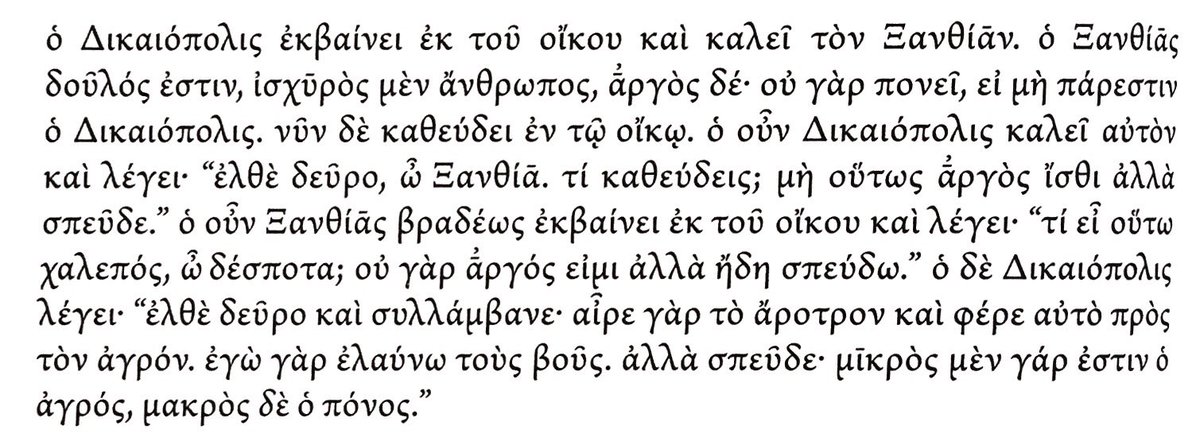 ὁ Δικαιόπολις ἐκβαίνει ἐκ τοῦ οἴκου καὶ καλεῖ τὸν Ξανθίᾱν. ὁ Ξανθίᾱς
δοῦλός ἐστιν, ἰσχῡρὸς μὲν ἄνθρωπος, ᾱ̓ργὸς δέ· οὐ γὰρ πονεῖ, εἰ μὴ πάρεστιν
ὁ Δικαιόπολις. νῦν δὲ καθεύδει ἐν τῷ οἴκῳ. ὁ οὖν Δικαιόπολις καλεῖ αὐτὸν
καὶ λέγει· “ἐλθὲ δεῦρο, ὦ Ξανθίᾱ. τί καθεύδεις; μὴ οὕτως ᾱ̓ργὸς ἴσθι ἀλλὰ
σπεῦδε.” ὁ οὖν Ξανθίᾱς βραδέως ἐκβαίνει ἐκ τοῦ οἴκου καὶ λέγει· “τί εἶ οὕτω
χαλεπός, ὦ δέσποτα; οὐ γὰρ ᾱ̓ργός εἰμι ἀλλὰ ἤδη σπεύδω.” ὁ δὲ Δικαιόπολις
λέγει· “ἐλθὲ δεῦρο καὶ συλλάμβανε· αἶρε γὰρ τὸ ἄροτρον καὶ φέρε αὐτὸ πρὸς
τὸν ἀγρόν. ἐγὼ γὰρ ἐλαύνω τοὺς βοῦς. ἀλλὰ σπεῦδε· μῑκρὸς μὲν γάρ ἐστιν ὁ
ἀγρός, μακρὸς δὲ ὁ πόνος.”